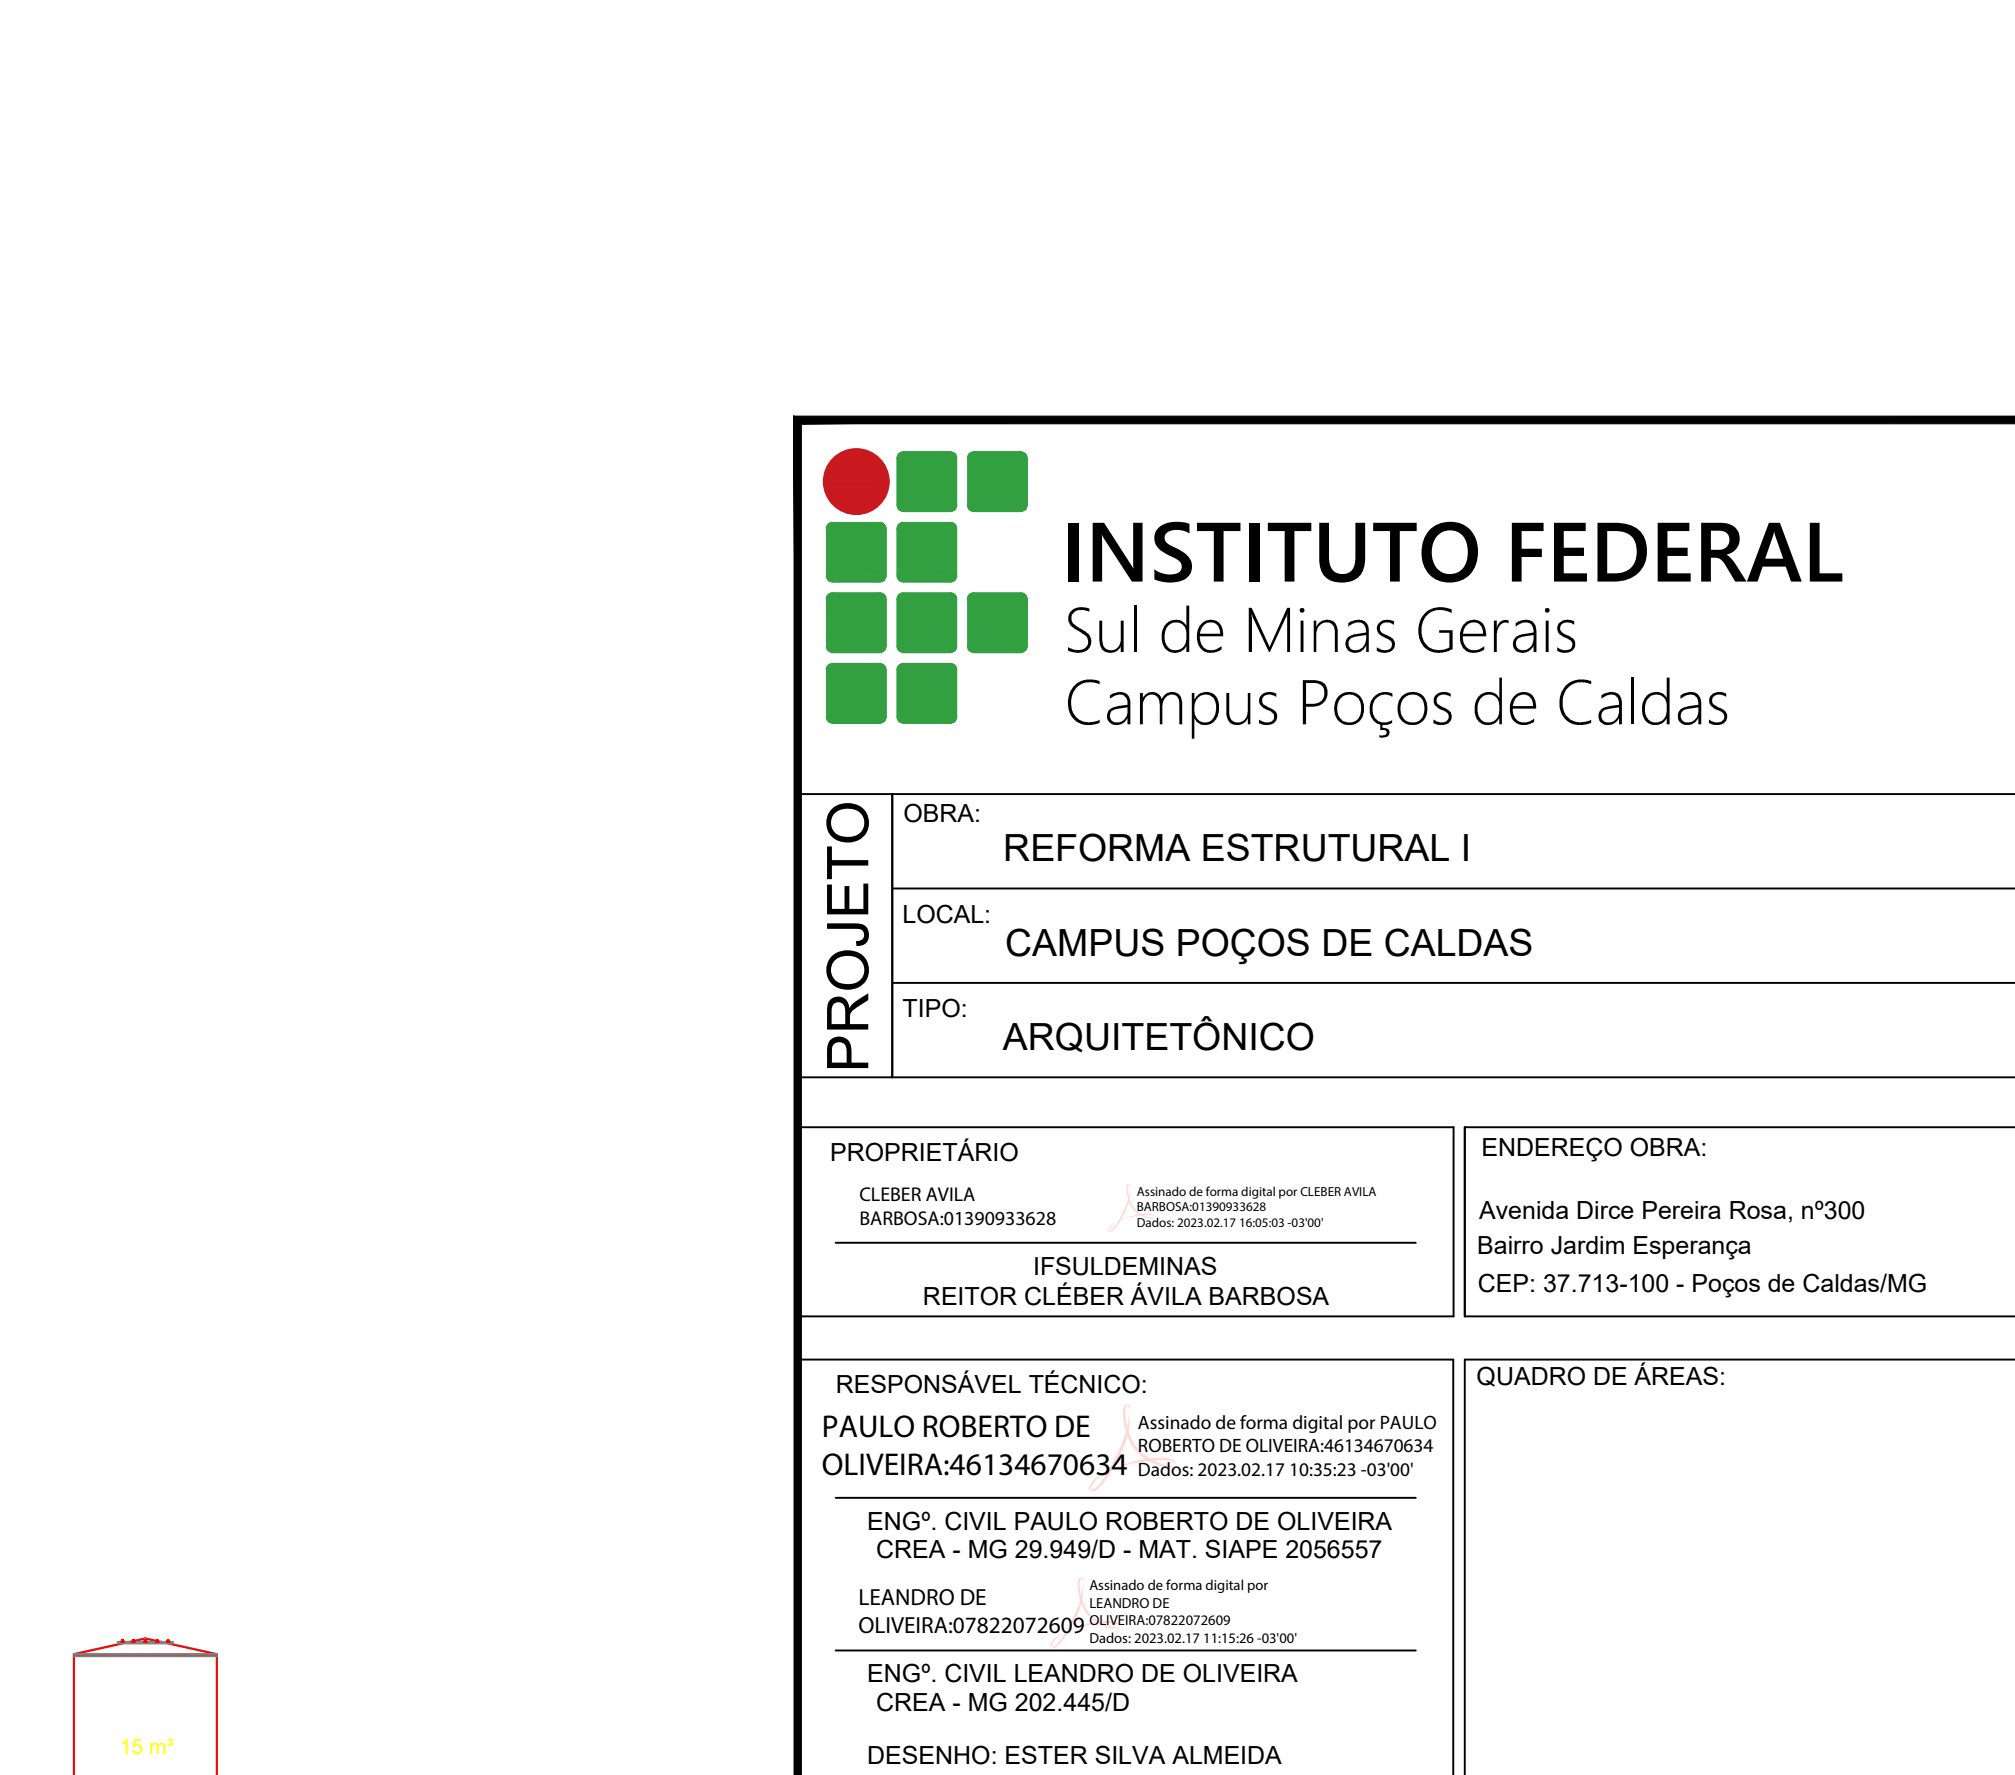 INSTITUTO FEDERAL
Sul de Minas Gerais
Campus Poços de Caldas
PROJETO
OBRA:
REFORMA ESTRUTURAL I
LOCAL:
CAMPUS POÇOS DE CALDAS
TIPO:
ARQUITETÔNICO
PROPRIETÁRIO
CLEBER AVILA
BARBOSA:01390933628
Assinado de forma digital por CLEBER AVILA
BARBOSA:01390933628
Dados: 2023.02.17 16:05:03 -03'00'
IFSULDEMINAS
REITOR CLÉBER ÁVILA BARBOSA
ENDEREÇO OBRA:
Avenida Dirce Pereira Rosa, nº300
Bairro Jardim Esperança
CEP: 37.713-100 - Poços de Caldas/MG
RESPONSÁVEL TÉCNICO:
PAULO ROBERTO DE
OLIVEIRA:46134670634
Assinado de forma digital por PAULO
ROBERTO DE OLIVEIRA:46134670634
Dados: 2023.02.17 10:35:23 -03'00'
ENGº. CIVIL PAULO ROBERTO DE OLIVEIRA
CREA - MG 29.949/D - MAT. SIAPE 2056557
LEANDRO DE
OLIVEIRA:07822072609
Assinado de forma digital por
LEANDRO DE
OLIVEIRA:07822072609
Dados: 2023.02.17 11:15:26 -03'00'
ENGº. CIVIL LEANDRO DE OLIVEIRA
CREA - MG 202.445/D
DESENHO: ESTER SILVA ALMEIDA
QUADRO DE ÁREAS:
15 m³